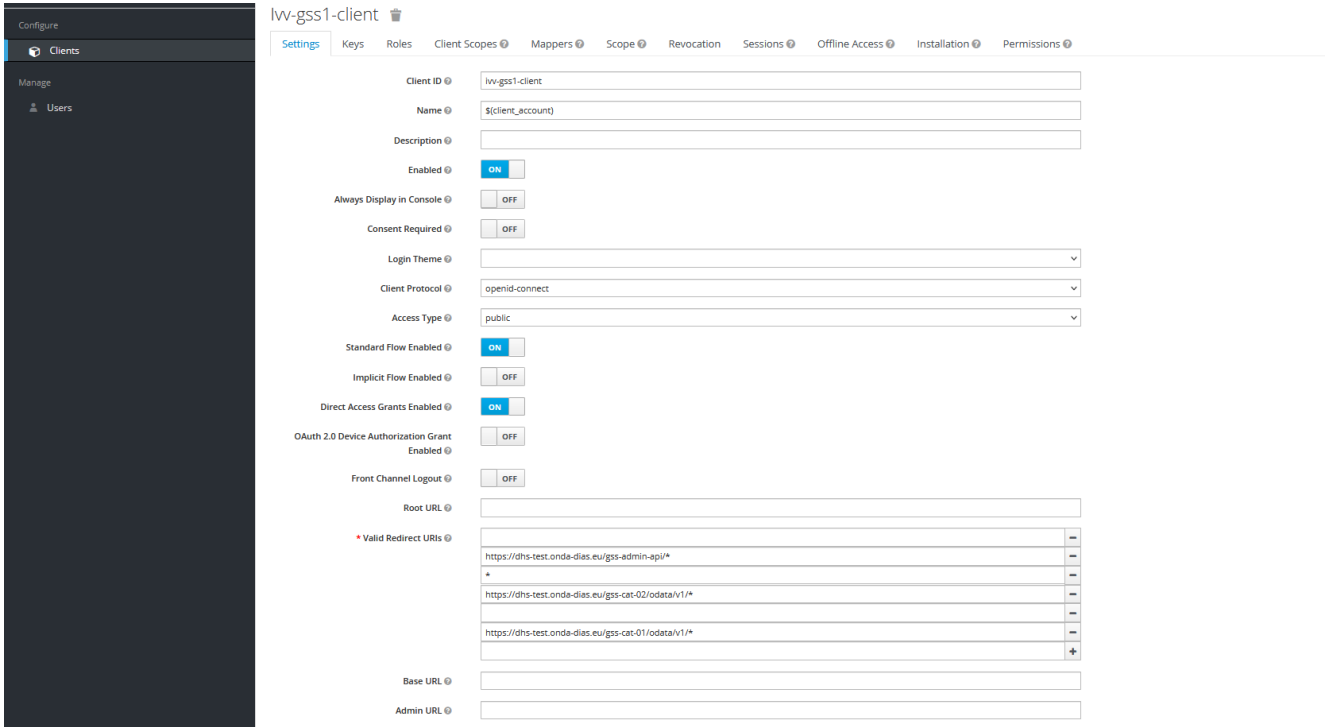 Ivv-gss1-client
Configure
Clients
Manage
Users
Settings Keys Roles Client Scopes Mappers Scope Revocation Sessions Offline Access Installation Permissions
Client ID ivv-gss1-client
Name ${client_account}
Description
Enabled ON
Always Display in Console OFF
Consent Required OFF
Login Theme
Client Protocol openid-connect
Access Type public
Standard Flow Enabled ON
Implicit Flow Enabled OFF
Direct Access Grants Enabled ON
OAuth 2.0 Device Authorization Grant
Enabled OFF
Front Channel Logout OFF
Root URL
* Valid Redirect URIs
https://dhs-test.onda-dias.eu/gss-admin-api/*
*
https://dhs-test.onda-dias.eu/gss-cat-02/odata/v1/*
https://dhs-test.onda-dias.eu/gss-cat-01/odata/v1/*
Base URL
Admin URL